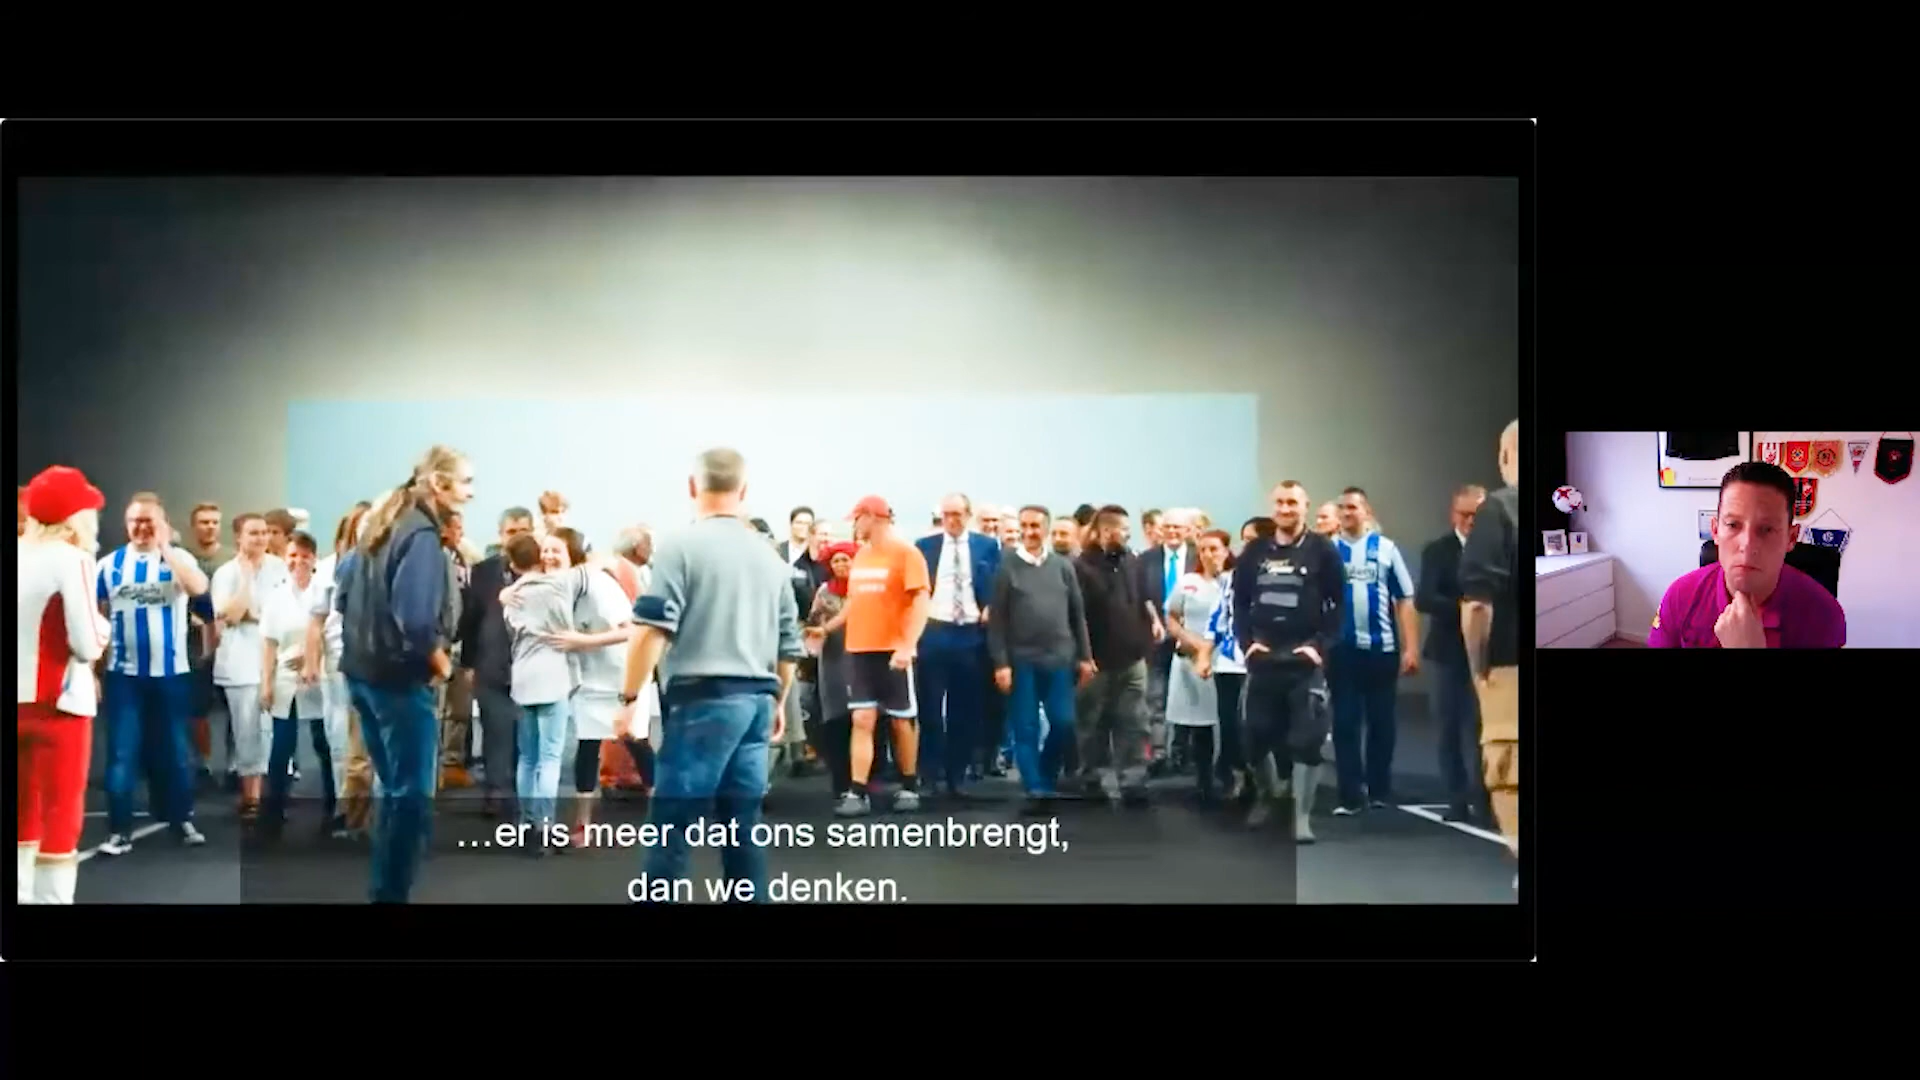 …er is meer dat ons samenbrengt,
dan we denken.